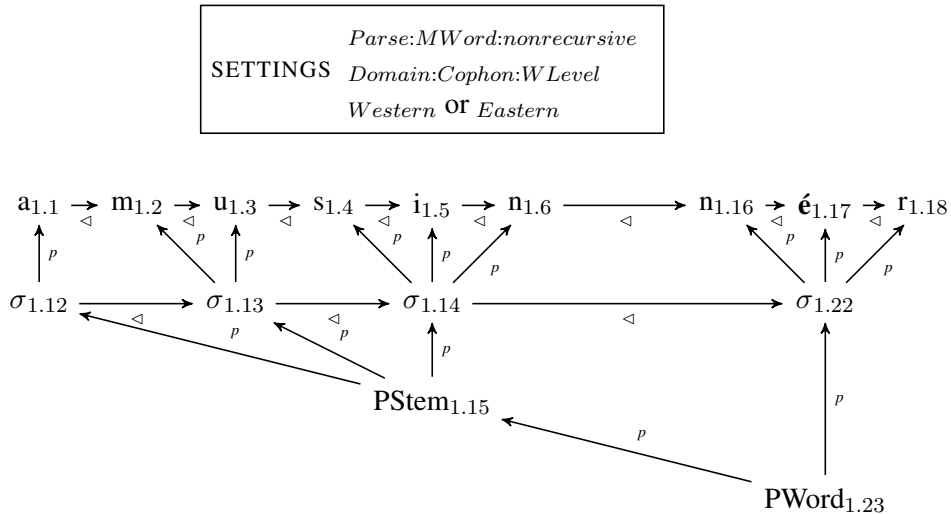 SETTINGS
Parse:MWord:nonrecursive
Domain:Cophon:WLevel
Western or Eastern
a1.1 m1.2 u1.3 s1.4 i1.5 n1.6 n1.16 é1.17 r1.18
◁ ◁ ◁ ◁ ◁ ◁ ◁ ◁
p p p p p p p p p
σ1.12 σ1.13 σ1.14 σ1.22
◁ ◁ ◁
p p p p
PStem1.15
p
PWord1.23